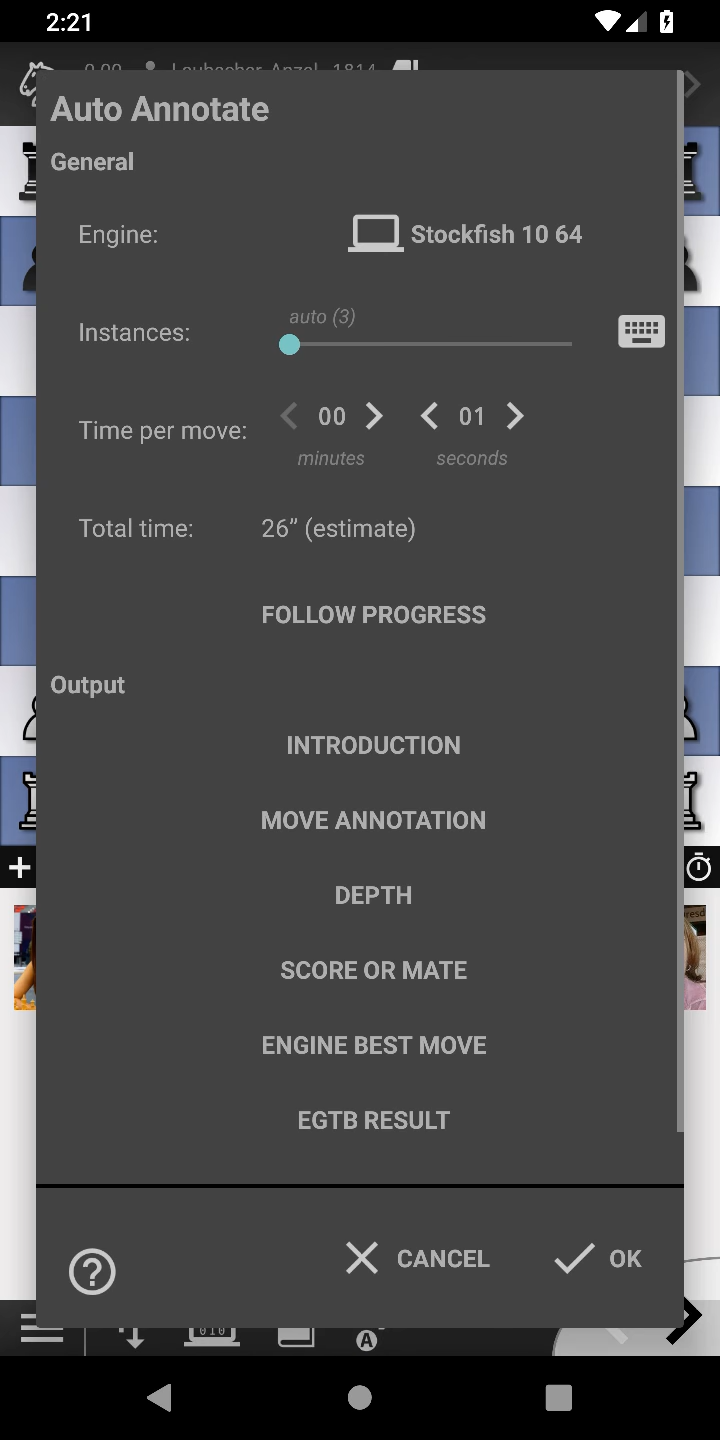 2:21
Auto Annotate
General
Engine:
Stockfish 10 64
auto (3)
Instances:
Time per move:
00
01
minutes
seconds
Total time:
26” (estimate)
FOLLOW PROGRESS
Output
INTRODUCTION
MOVE ANNOTATION
DEPTH
SCORE OR MATE
ENGINE BEST MOVE
EGTB RESULT
? CANCEL OK
010
A